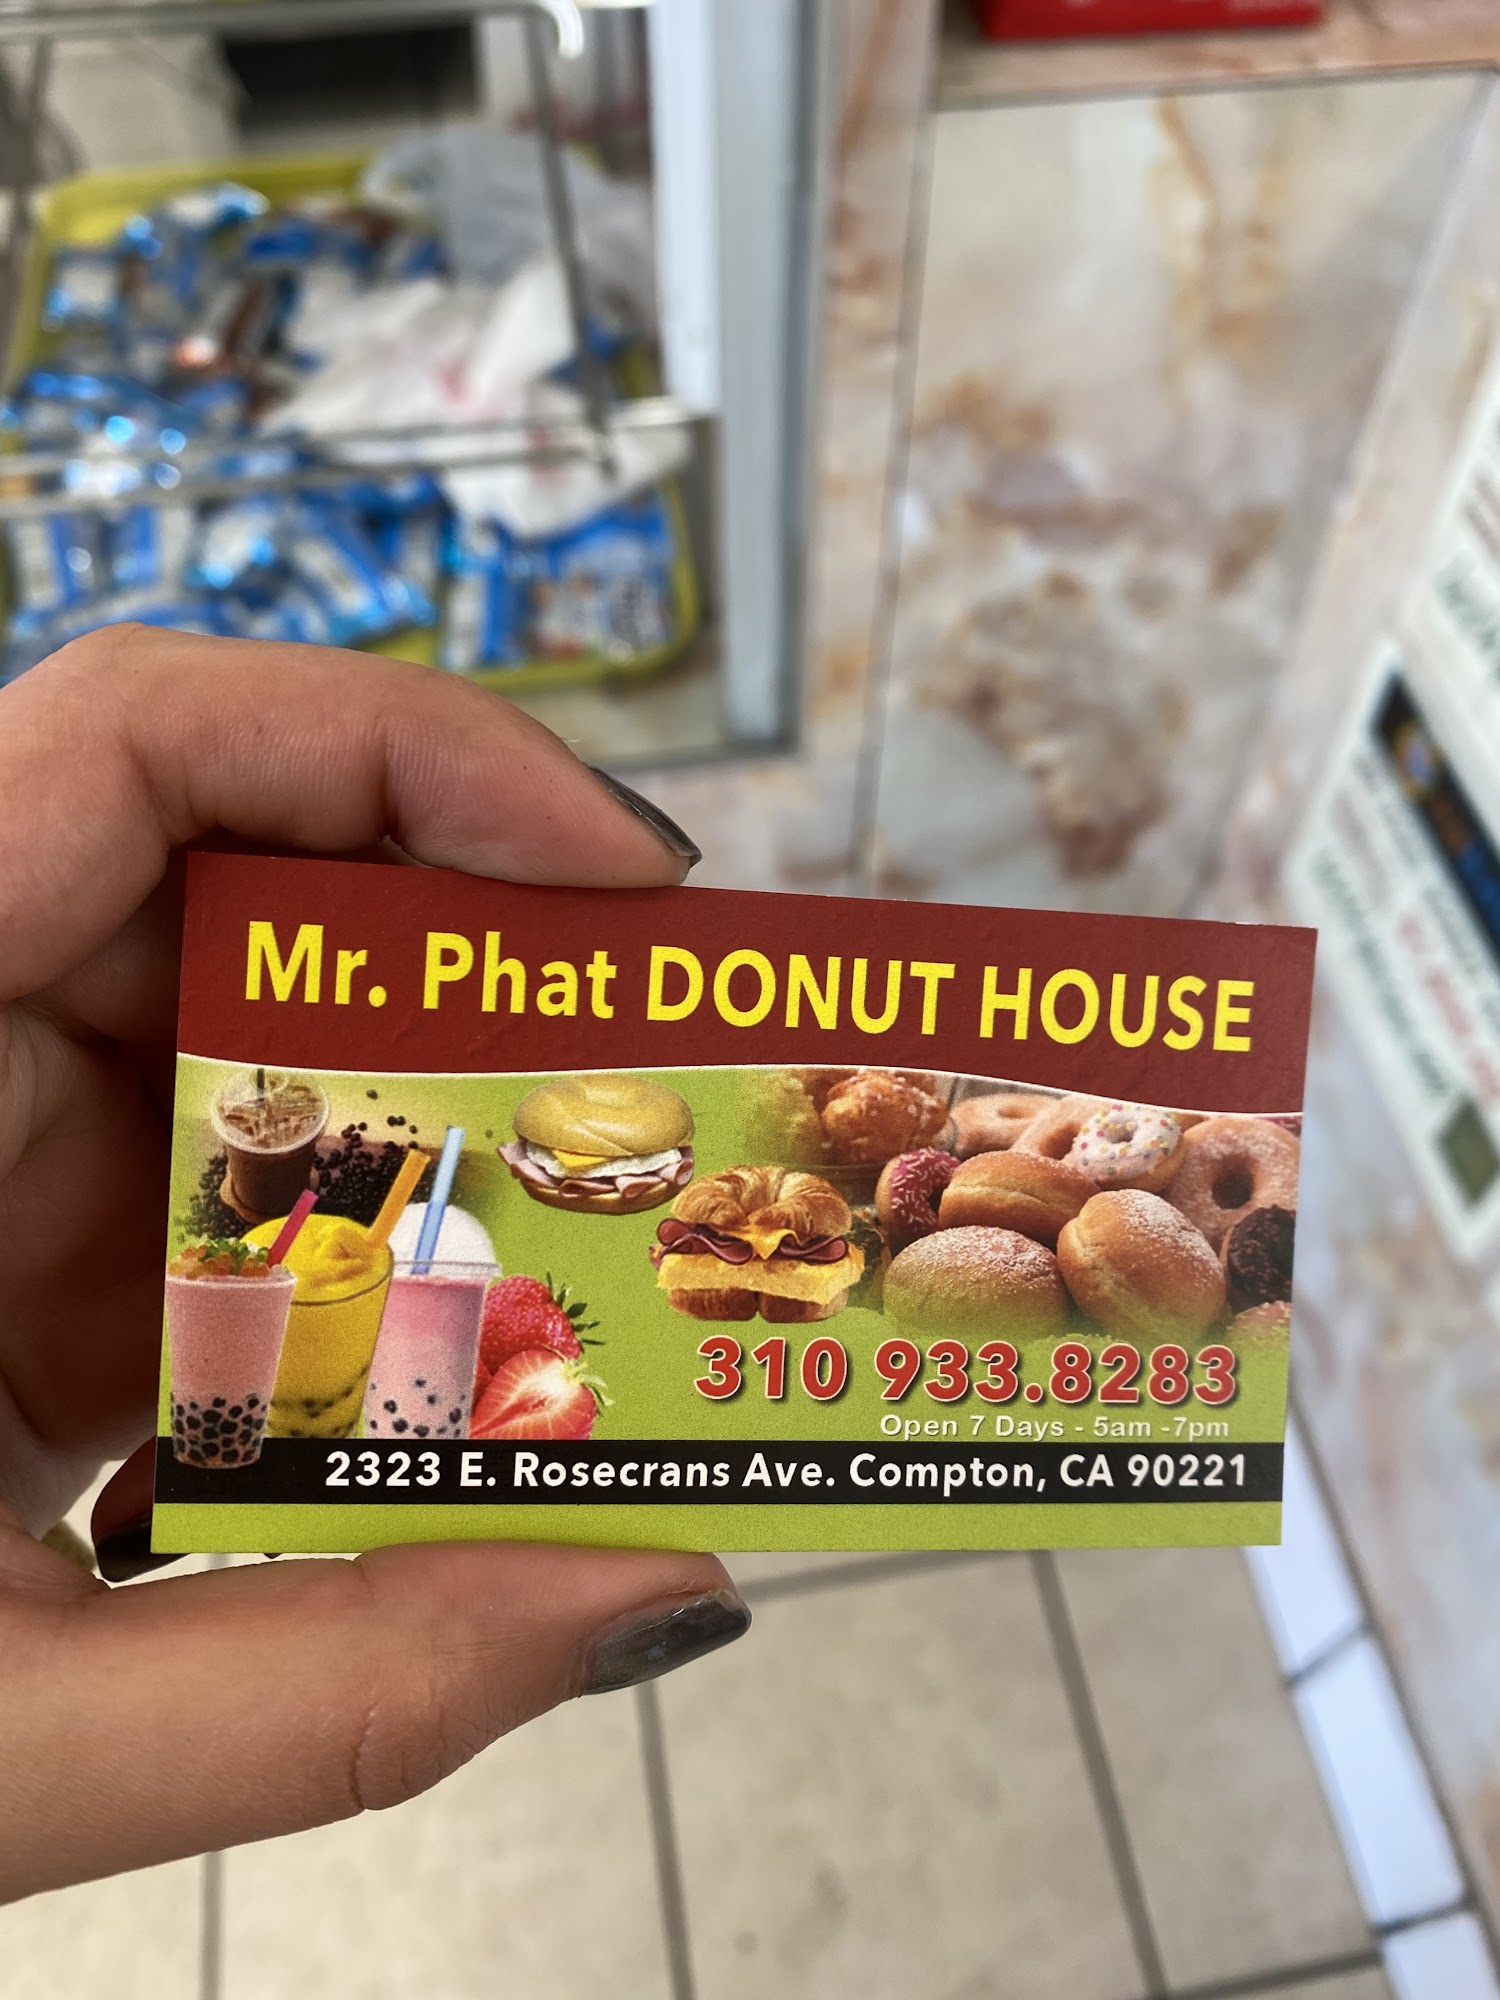 Mr. Phat DONUT HOUSE
310 933.8283
Open 7 Days - 5am -7pm
2323 E. Rosecrans Ave. Compton, CA 90221